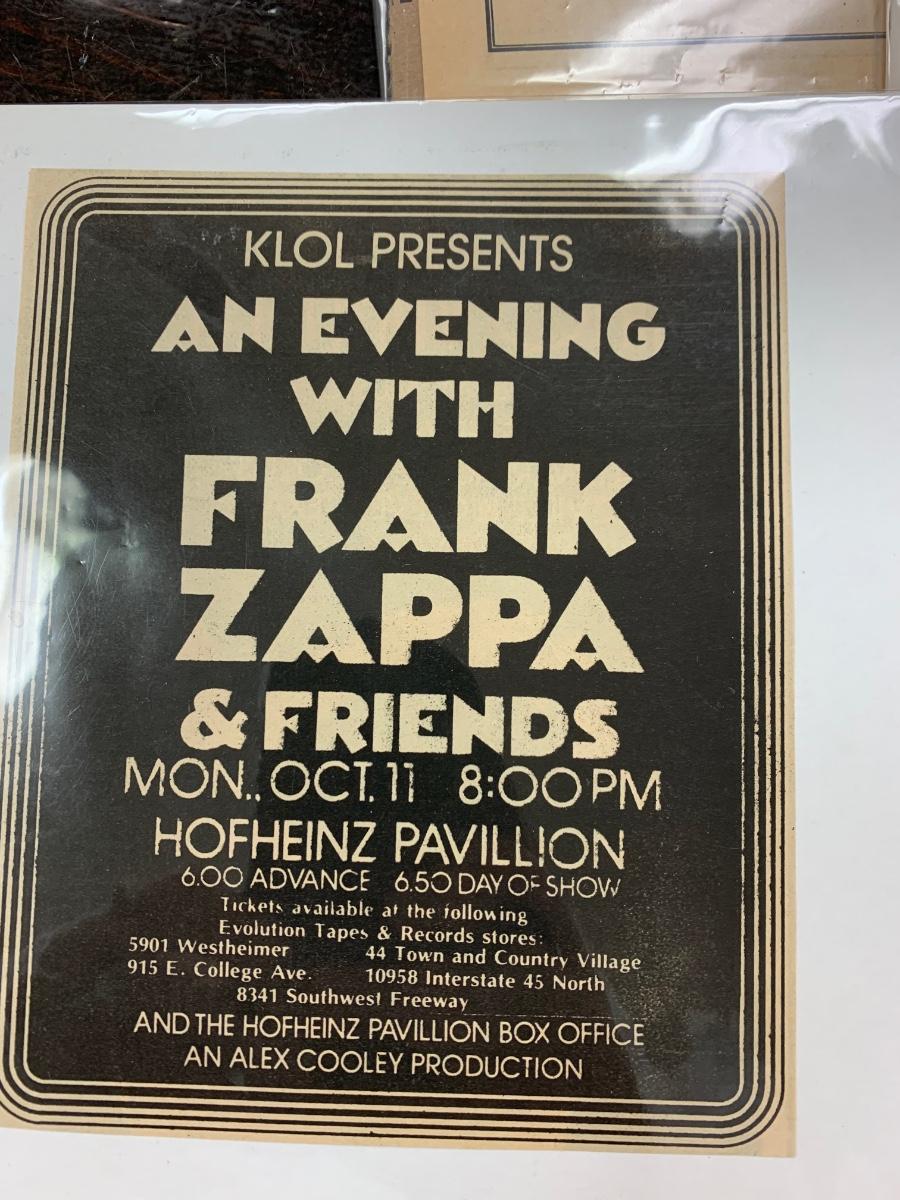 KLOL PRESENTS
AN EVENING
WITH
FRANK
ZAPPA
& FRIENDS
MON., OCT. 11 8:00 PM
HOFHEINZ PAVILLION
6.00 ADVANCE 6.50 DAY OF SHOW
Tickets available at the following
Evolution Tapes & Records stores:
5901 Westheimer 44 Town and Country Village
915 E. College Ave. 10958 Interstate 45 North
8341 Southwest Freeway
AND THE HOFHEINZ PAVILLION BOX OFFICE
AN ALEX COOLEY PRODUCTION